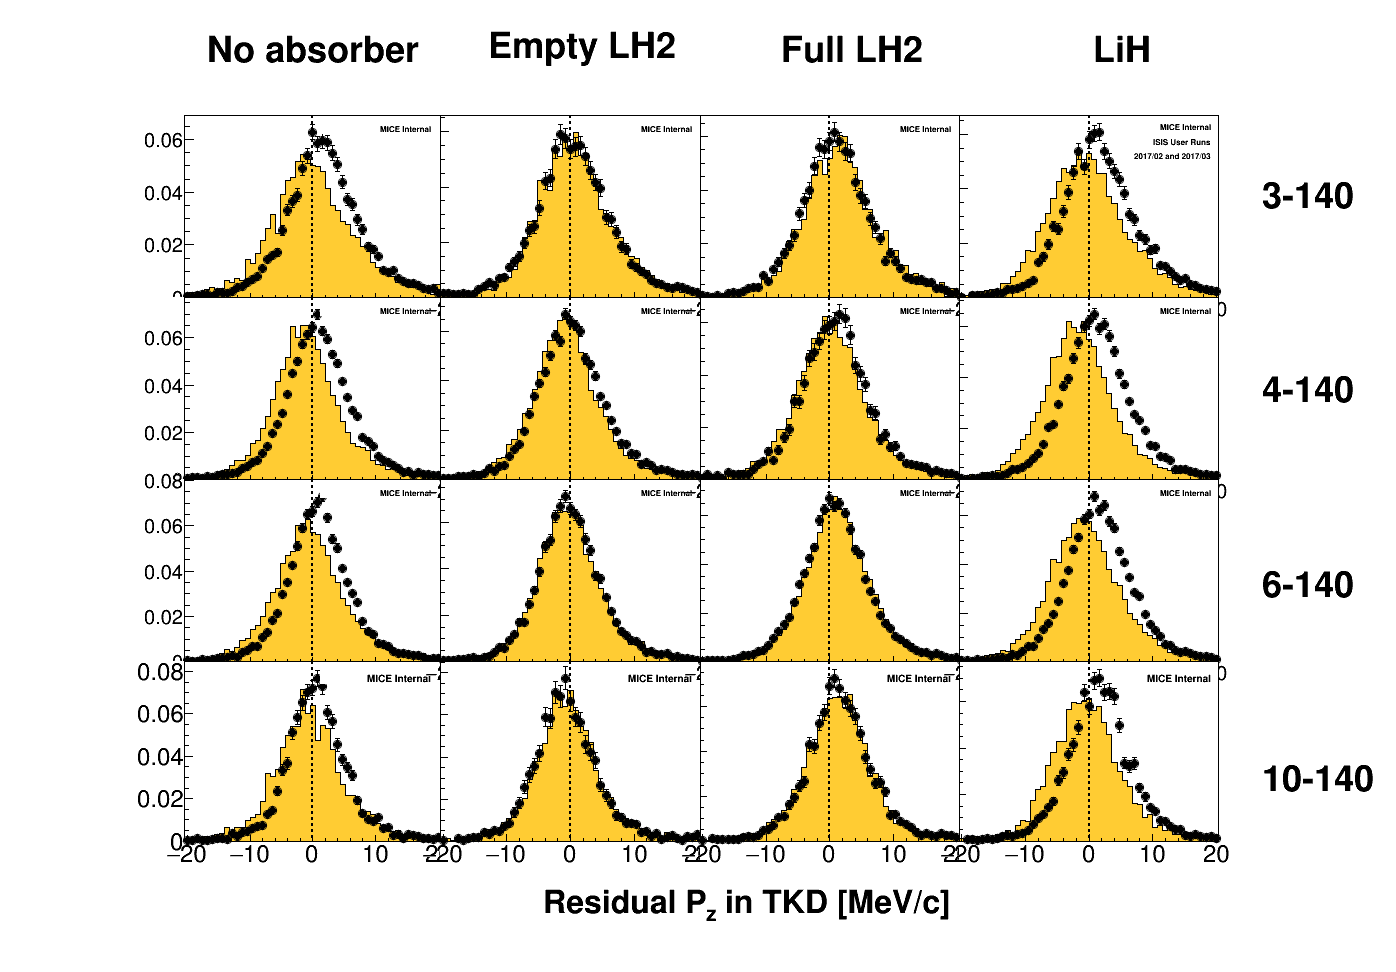 No absorber Empty LH2 Full LH2 LiH
MICE Internal MICE Internal MICE Internal MICE Internal
ISIS User Runs
2017/02 and 2017/03
0.06
0.04
0.02
0
3-140
MICE Internal MICE Internal MICE Internal MICE Internal
0.06
0.04
0.02
4-140
0.08
MICE Internal MICE Internal MICE Internal MICE Internal
0.06
0.04
0.02
0
6-140
0.08
MICE Internal MICE Internal MICE Internal MICE Internal
0.06
0.04
0.02
0
10-140
−20 −10 0 10 20 −10 0 10 20 −10 0 10 20 −10 0 10 20
Residual Pz in TKD [MeV/c]